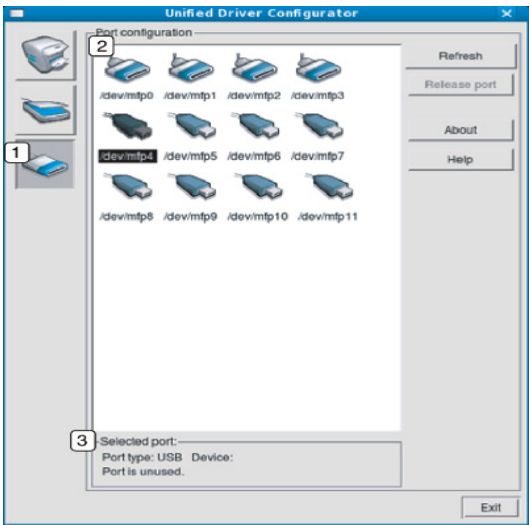 Unified Driver Configurator
Port configuration
2
Refresh
/dev/mfp0 /dev/mfp1 /dev/mfp2 /dev/mfp3
Release port
About
1
/dev/mfp4 /dev/mfp5 /dev/mfp6 /dev/mfp7
Help
/dev/mfp8 /dev/mfp9 /dev/mfp10 /dev/mfp11
3
Selected port:
Port type: USB Device:
Port is unused.
Exit